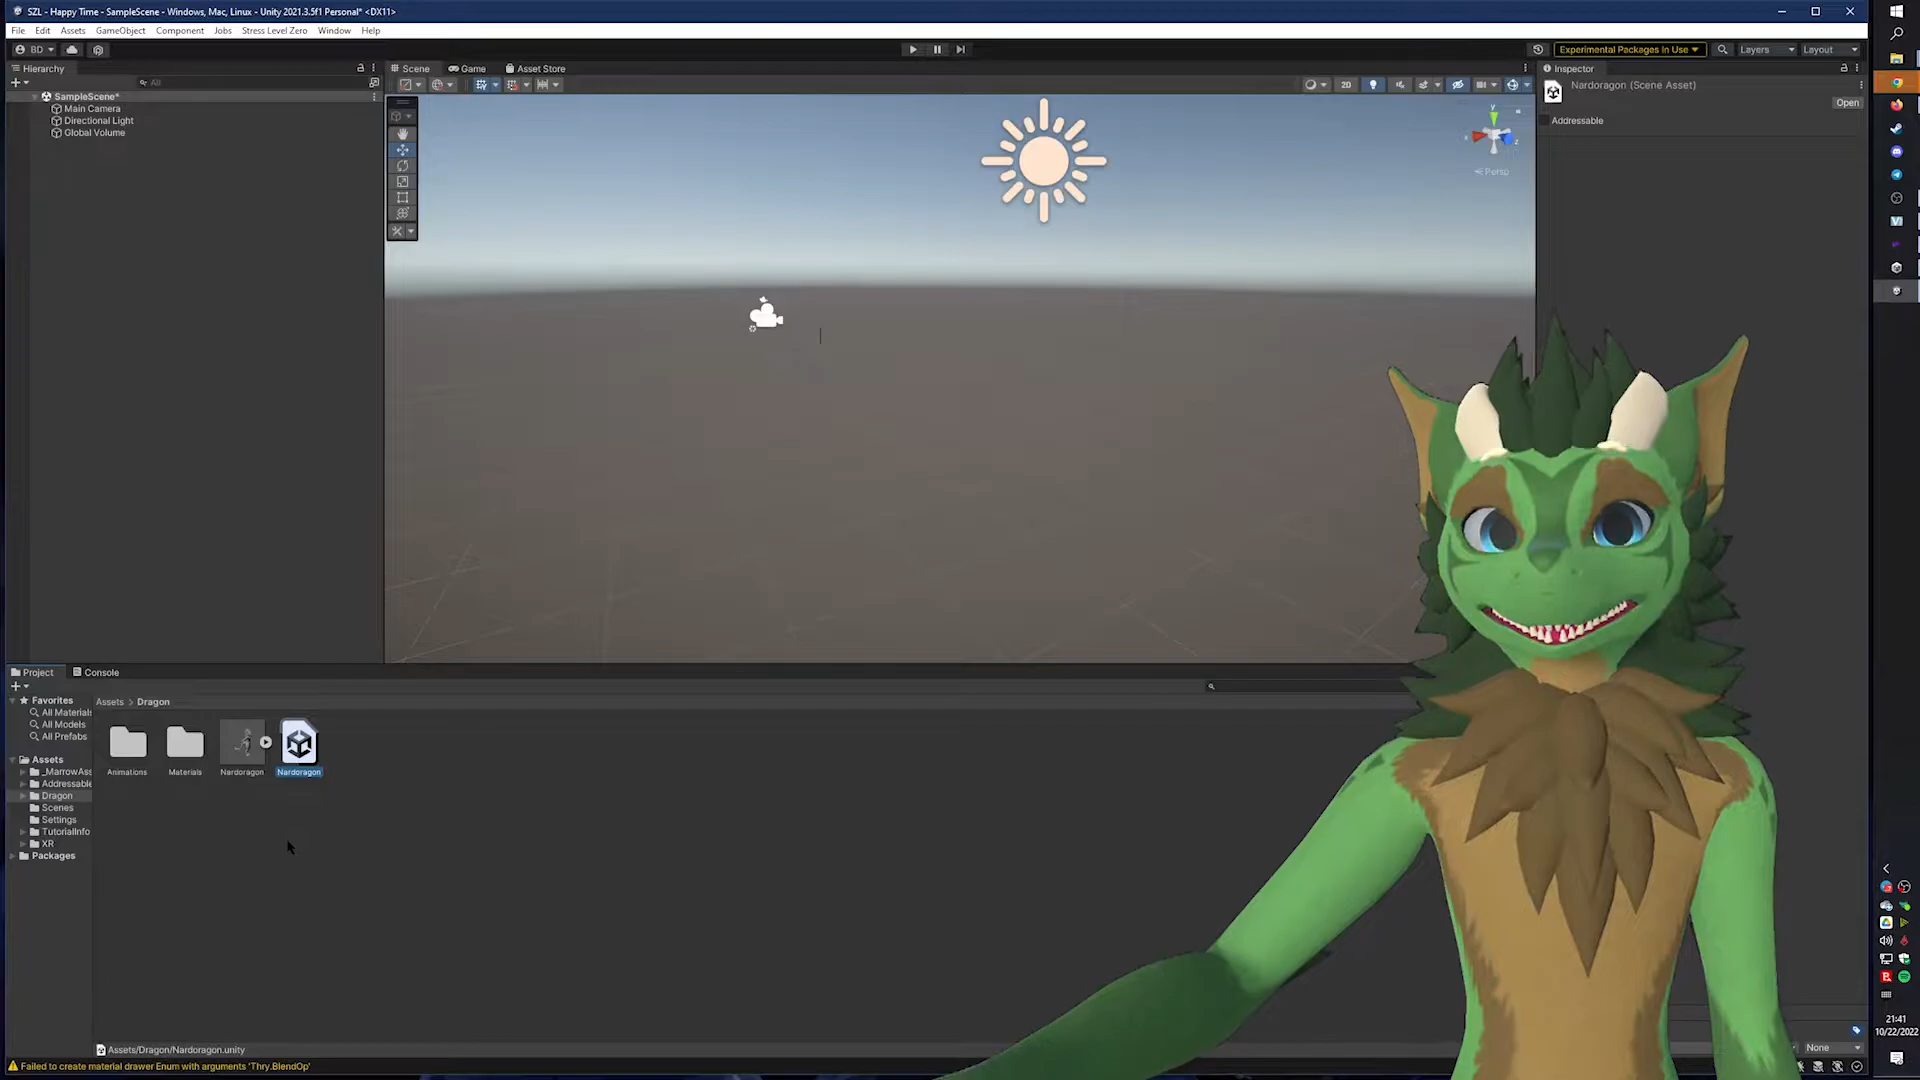 SZL - Happy Time - SampleScene - Windows, Mac, Linux - Unity 2021.3.5f1 Personal* <DX11>
File Edit Assets GameObject Component Jobs Stress Level Zero Window Help
BD Experimental Packages In Use Layers Layout
Hierarchy
All
SampleScene*
Main Camera
Directional Light
Global Volume
Scene Game Asset Store
2D
y
x
z
Persp
Inspector
Nardoragon (Scene Asset)
Open
Addressable
Project Console
Favorites
All Materials
All Models
All Prefabs
Assets
_MarrowAss
Addressable
Dragon
Scenes
Settings
TutorialInfo
XR
Packages
Assets > Dragon
Animations Materials Nardoragon Nardoragon
Assets/Dragon/Nardoragon.unity
None
Failed to create material drawer Enum with arguments 'Thry.BlendOp'
21:41
10/22/2022